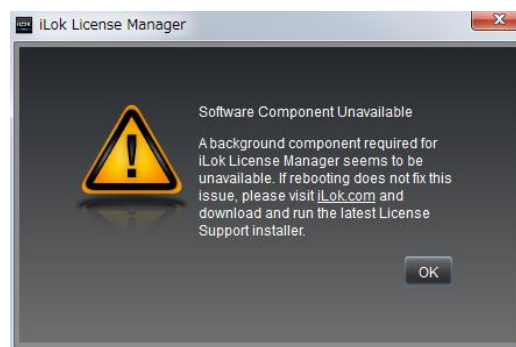 iLok License Manager
Software Component Unavailable
A background component required for
iLok License Manager seems to be
unavailable. If rebooting does not fix this
issue, please visit iLok.com and
download and run the latest License
Support installer.
OK